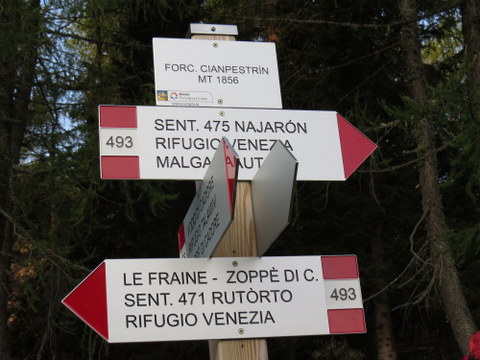 FORC. CIANPESTRÌN
MT 1856
493
SENT. 475 NAJARÓN
RIFUGIO VENEZIA
MALGA
LE FRAINE - ZOPPÈ DI C.
SENT. 471 RUTÒRTO
RIFUGIO VENEZIA
493